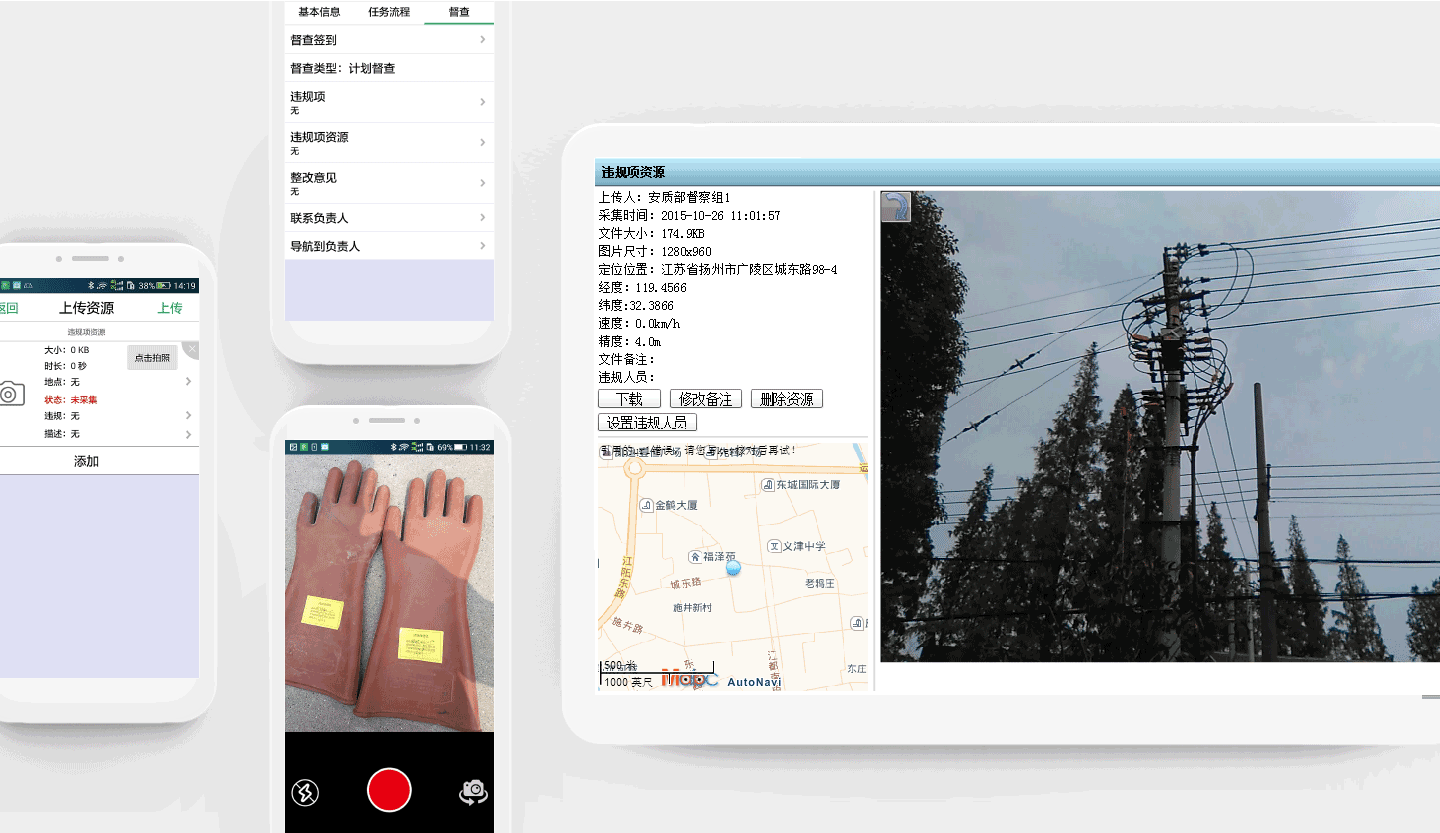 基本信息 任务流程 督查
督查签到
督查类型：计划督查
违规项
无
违规项资源
无
整改意见
无
联系负责人
导航到负责人
38% 14:19
返回 上传资源 上传
违规项资源
大小：0 KB
点击拍照
时长：0 秒
地点：无
状态：未采集
违规：无
描述：无
添加
69% 11:32
违规项资源
上传人：安质部督察组1
采集时间：2015-10-26 11:01:57
文件大小：174.9KB
图片尺寸：1280x960
定位位置：江苏省扬州市广陵区城东路98-4
经度：119.4566
纬度:32.3866
速度：0.0km/h
精度：4.0m
文件备注：
违规人员：
下载 修改备注 删除资源
设置违规人员
后再试！
东城国际大厦
金鹤大厦
义津中学
福泽苑
江阳东路
城东路
老鸨王
施井新村
施井路
江都南路
东庄
500 米
1000 英尺
MapC AutoNavi